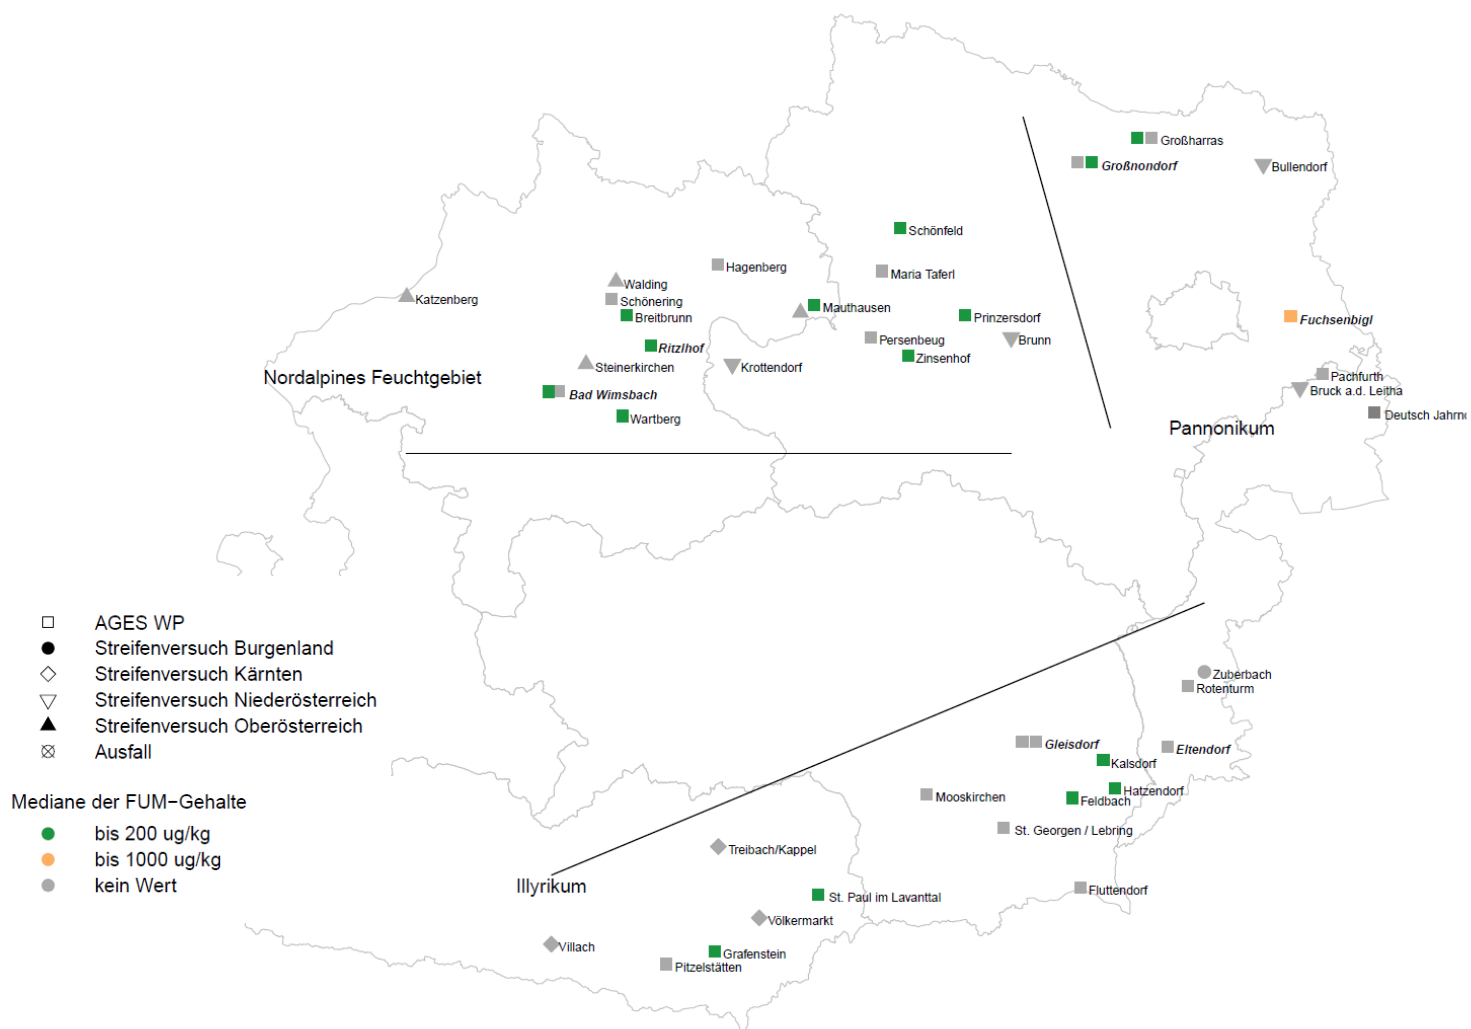 Großharras
Großnondorf
Bullendorf
Schönfeld
Hagenberg
Maria Taferl
Walding
Katzenberg
Schönering
Mauthausen
Breitbrunn
Prinzersdorf
Fuchsenbigl
Persenbeug
Brunn
Ritzlhof
Zinsenhof
Steinerkirchen
Krottendorf
Nordalpines Feuchtgebiet
Pachfurth
Bruck a.d. Leitha
Bad Wimsbach
Wartberg
Deutsch Jahrn
Pannonikum
AGES WP
Streifenversuch Burgenland
Streifenversuch Kärnten
Streifenversuch Niederösterreich
Streifenversuch Oberösterreich
Ausfall
Mediane der FUM−Gehalte
bis 200 ug/kg
bis 1000 ug/kg
kein Wert
Zuberbach
Rotenturm
Gleisdorf
Eltendorf
Kalsdorf
Hatzendorf
Mooskirchen
Feldbach
St. Georgen / Lebring
Treibach/Kappel
Illyrikum
Fluttendorf
St. Paul im Lavanttal
Völkermarkt
Villach
Grafenstein
Pitzelstätten